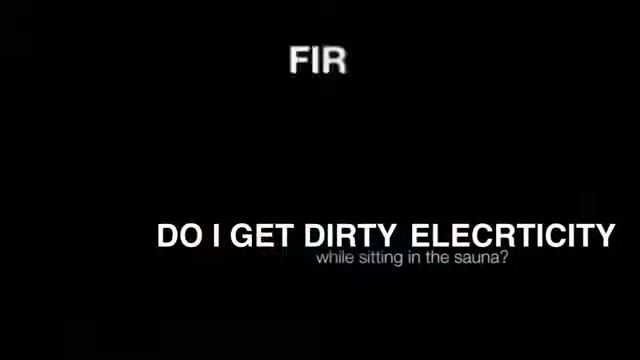 FIR
DO I GET DIRTY ELECRTICITY
while sitting in the sauna?